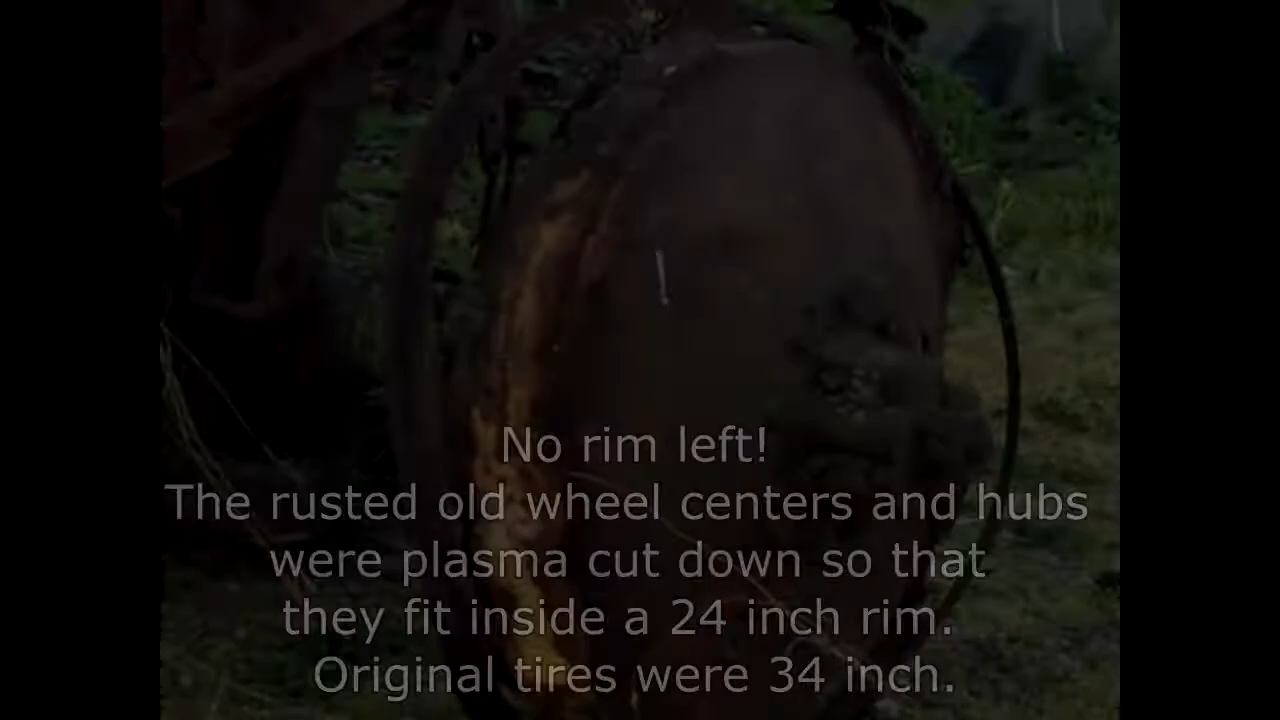 No rim left!
The rusted old wheel centers and hubs
were plasma cut down so that
they fit inside a 24 inch rim.
Original tires were 34 inch.